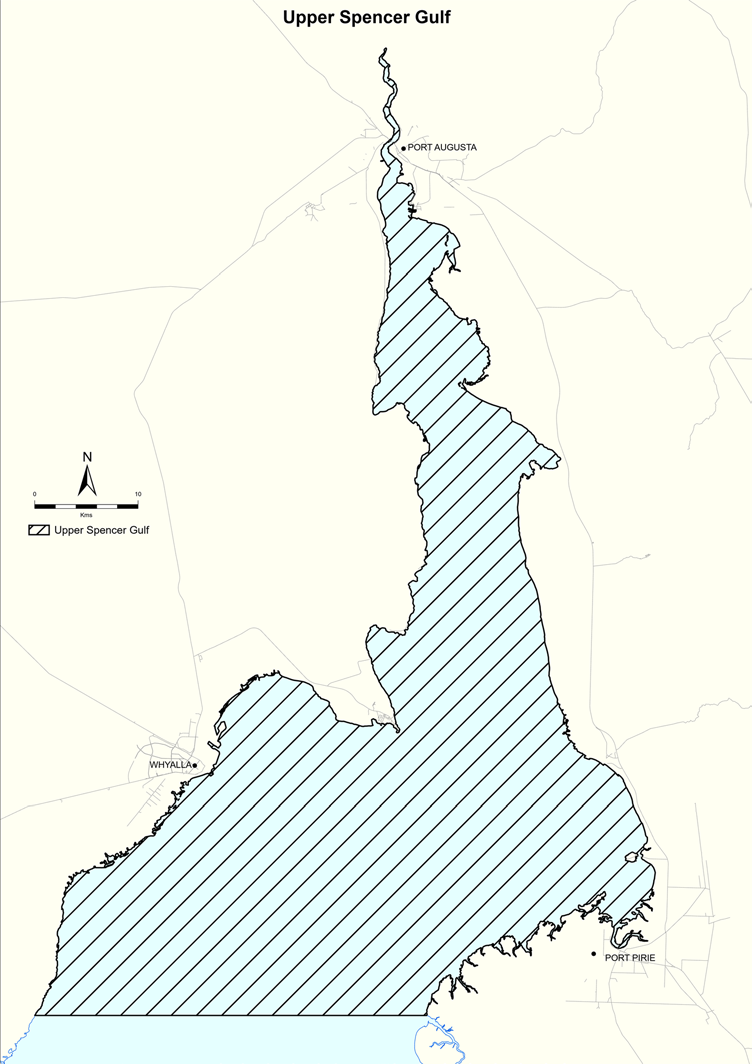 Upper Spencer Gulf
PORT AUGUSTA
N
0 10
Kms
Upper Spencer Gulf
WHYALLA
PORT PIRIE